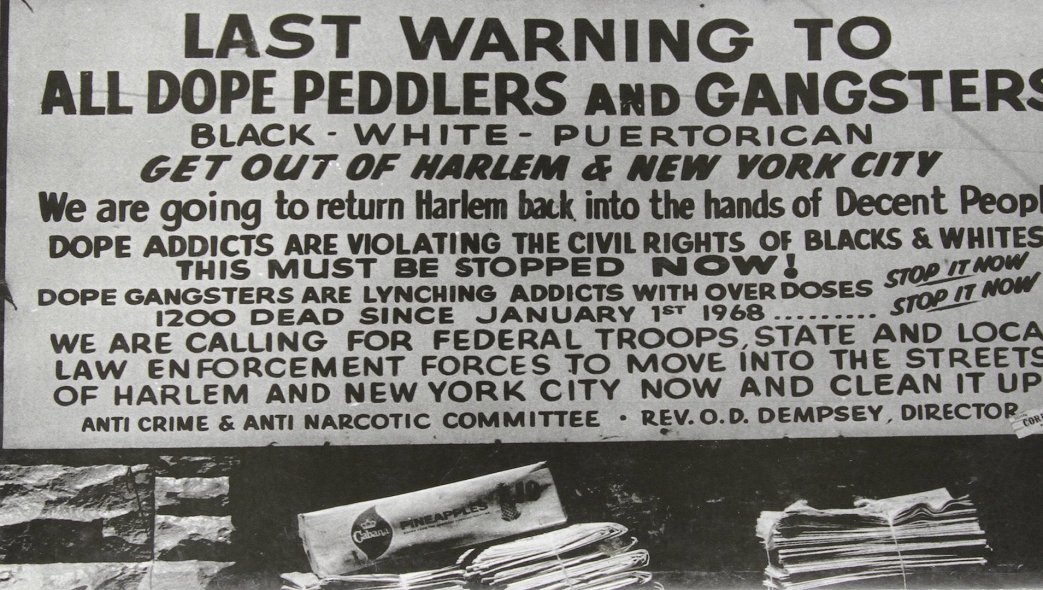 LAST WARNING TO
ALL DOPE PEDDLERS AND GANGSTERS
BLACK - WHITE - PUERTORICAN
GET OUT OF HARLEM & NEW YORK CITY
We are going to return Harlem back into the hands of Decent Peopl
DOPE ADDICTS ARE VIOLATING THE CIVIL RIGHTS OF BLACKS & WHITES
THIS MUST BE STOPPED NOW!
DOPE GANGSTERS ARE LYNCHING ADDICTS WITH OVER DOSES STOP IT NOW
1200 DEAD SINCE JANUARY 1ST 1968 ......... STOP IT NOW
WE ARE CALLING FOR FEDERAL TROOPS, STATE AND LOCA
LAW ENFORCEMENT FORCES TO MOVE INTO THE STREETS
OF HARLEM AND NEW YORK CITY NOW AND CLEAN IT UP
ANTI CRIME & ANTI NARCOTIC COMMITTEE · REV. O.D. DEMPSEY, DIRECTOR
Cabana
PINEAPPLES